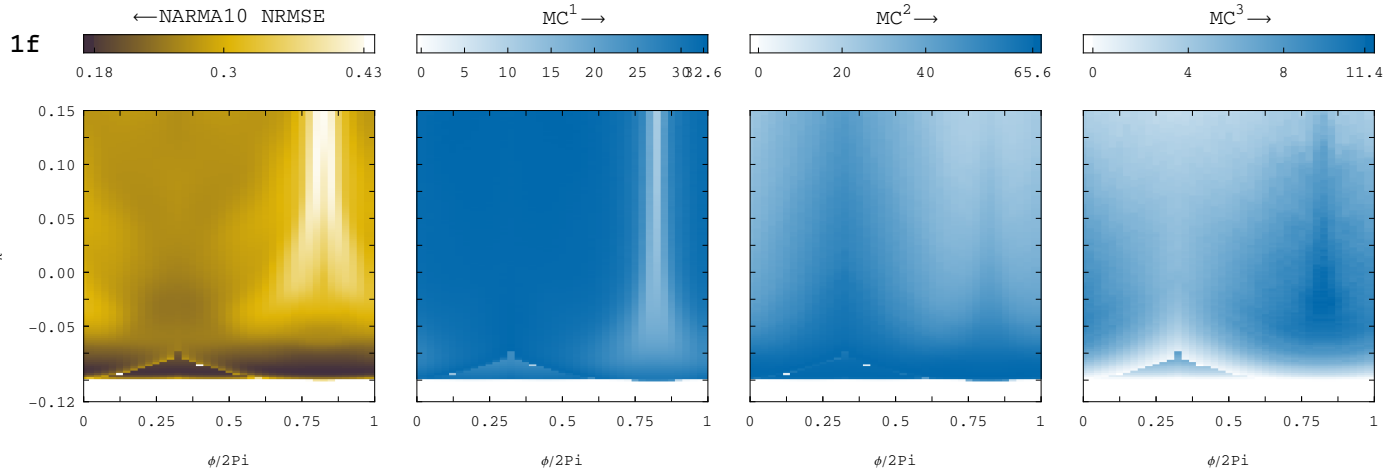 ←NARMA10 NRMSE MC¹→ MC²→ MC³→
1f
0.18 0.3 0.43 0 5 10 15 20 25 30 32.6 0 20 40 65.6 0 4 8 11.4
0.15
0.10
0.05
0.00
−0.05
−0.12
0 0.25 0.5 0.75 1 0 0.25 0.5 0.75 1 0 0.25 0.5 0.75 1 0 0.25 0.5 0.75 1
ϕ/2Pi ϕ/2Pi ϕ/2Pi ϕ/2Pi